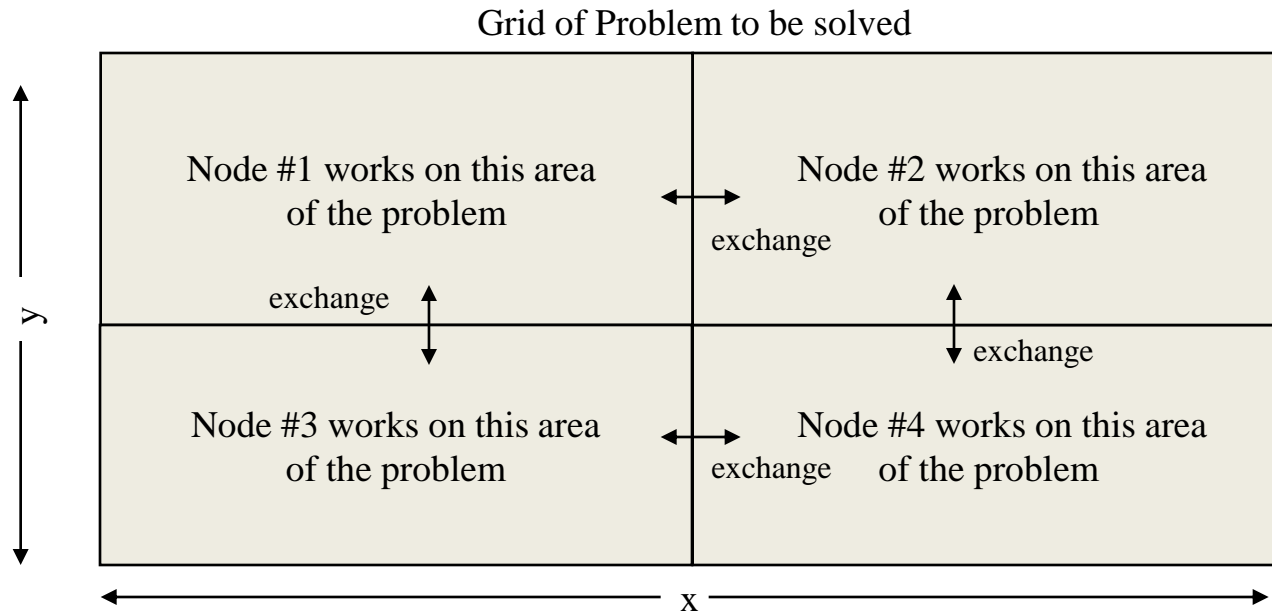 Grid of Problem to be solved
Node #1 works on this area
of the problem
Node #2 works on this area
of the problem
exchange
exchange
y
exchange
Node #3 works on this area
of the problem
Node #4 works on this area
of the problem
exchange
x